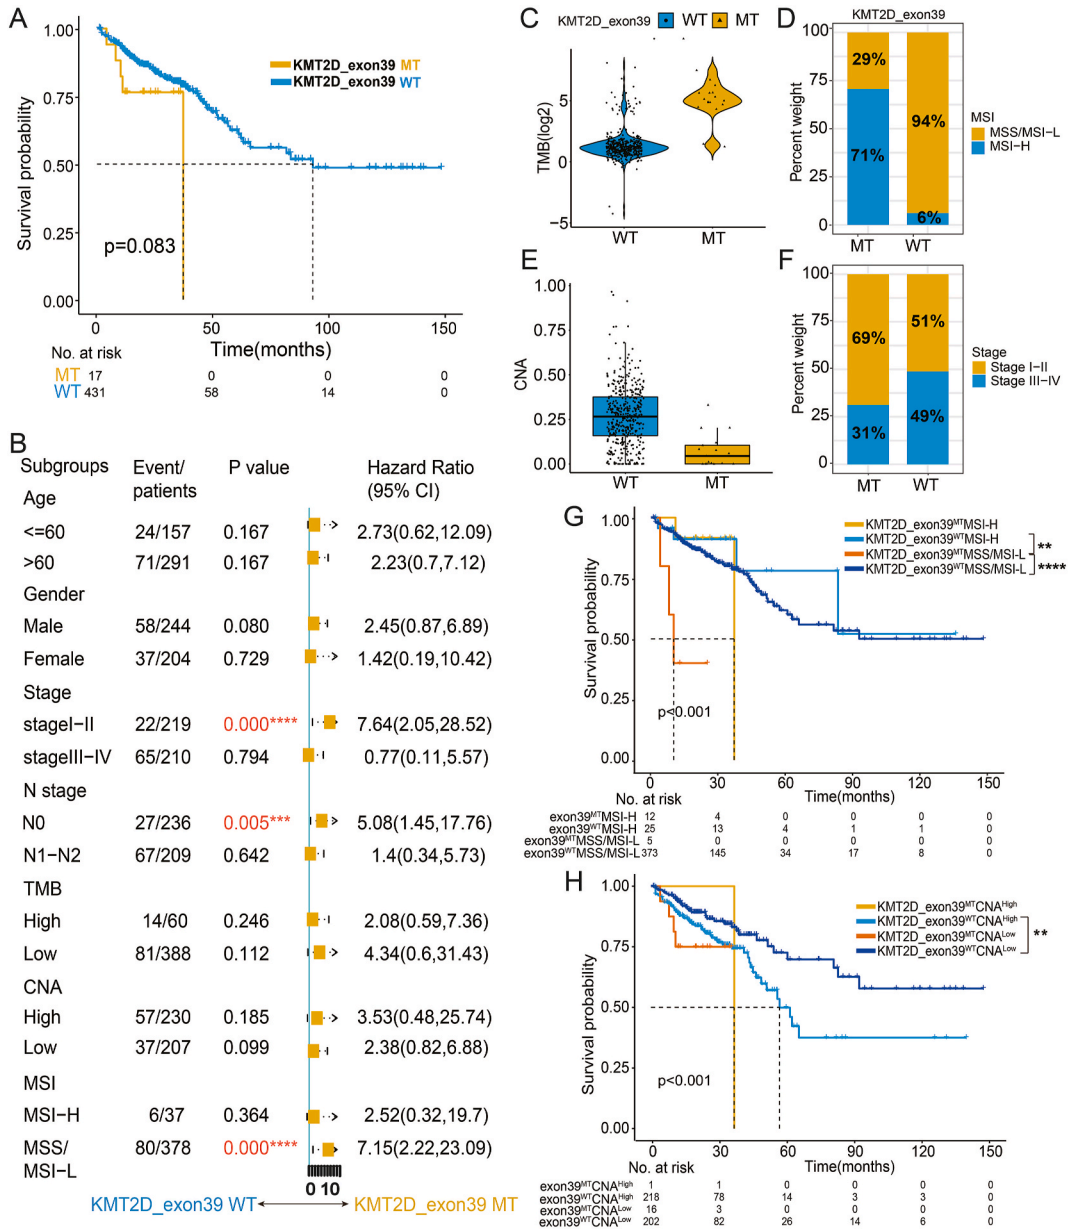 A
1.00
0.75
0.50
0.25
0.00
Survival probability
KMT2D_exon39 MT
KMT2D_exon39 WT
p=0.083
0 50 100 150
Time(months)
No. at risk
MT 17 0 0 0
WT 431 58 14 0
B
Subgroups Event/patients P value Hazard Ratio (95% CI)
Age
<=60 24/157 0.167 2.73(0.62,12.09)
>60 71/291 0.167 2.23(0.7,7.12)
Gender
Male 58/244 0.080 2.45(0.87,6.89)
Female 37/204 0.729 1.42(0.19,10.42)
Stage
stageI−II 22/219 0.000**** 7.64(2.05,28.52)
stageIII−IV 65/210 0.794 0.77(0.11,5.57)
N stage
N0 27/236 0.005*** 5.08(1.45,17.76)
N1−N2 67/209 0.642 1.4(0.34,5.73)
TMB
High 14/60 0.246 2.08(0.59,7.36)
Low 81/388 0.112 4.34(0.6,31.43)
CNA
High 57/230 0.185 3.53(0.48,25.74)
Low 37/207 0.099 2.38(0.82,6.88)
MSI
MSI−H 6/37 0.364 2.52(0.32,19.7)
MSS/ 80/378 0.000**** 7.15(2.22,23.09)
MSI−L
0 10
KMT2D_exon39 WT KMT2D_exon39 MT
C
KMT2D_exon39 WT MT
TMB(log2)
5
0
−5
WT MT
D
KMT2D_exon39
Percent weight
75
50
25
0
29%
71%
94%
6%
MT WT
MSI
MSS/MSI−L
MSI−H
E
CNA
1.00
0.75
0.50
0.25
0.00
WT MT
F
Percent weight
100
75
50
25
0
69%
31%
51%
49%
MT WT
Stage
Stage I−II
Stage III−IV
G
Survival probability
1.00
0.75
0.50
0.25
0.00
KMT2D_exon39MTMSI-H
KMT2D_exon39WTMSI-H
KMT2D_exon39MTMSS/MSI-L
KMT2D_exon39WTMSS/MSI-L
**
****
p<0.001
0 30 60 90 120 150
No. at risk Time(months)
exon39MTMSI-H 12 4 0 0 0 0
exon39WTMSI-H 25 13 4 1 1 0
exon39MTMSS/MSI-L 5 0 0 0 0 0
exon39WTMSS/MSI-L 373 145 34 17 8 0
H
Survival probability
1.00
0.75
0.50
0.25
0.00
KMT2D_exon39MTCNAHigh
KMT2D_exon39WTCNAHigh
KMT2D_exon39MTCNALow
KMT2D_exon39WTCNALow
**
p<0.001
0 30 60 90 120 150
No. at risk Time(months)
exon39MTCNAHigh 1 1 0 0 0 0
exon39WTCNAHigh 218 78 14 3 3 0
exon39MTCNALow 16 3 0 0 0 0
exon39WTCNALow 202 82 26 14 6 0